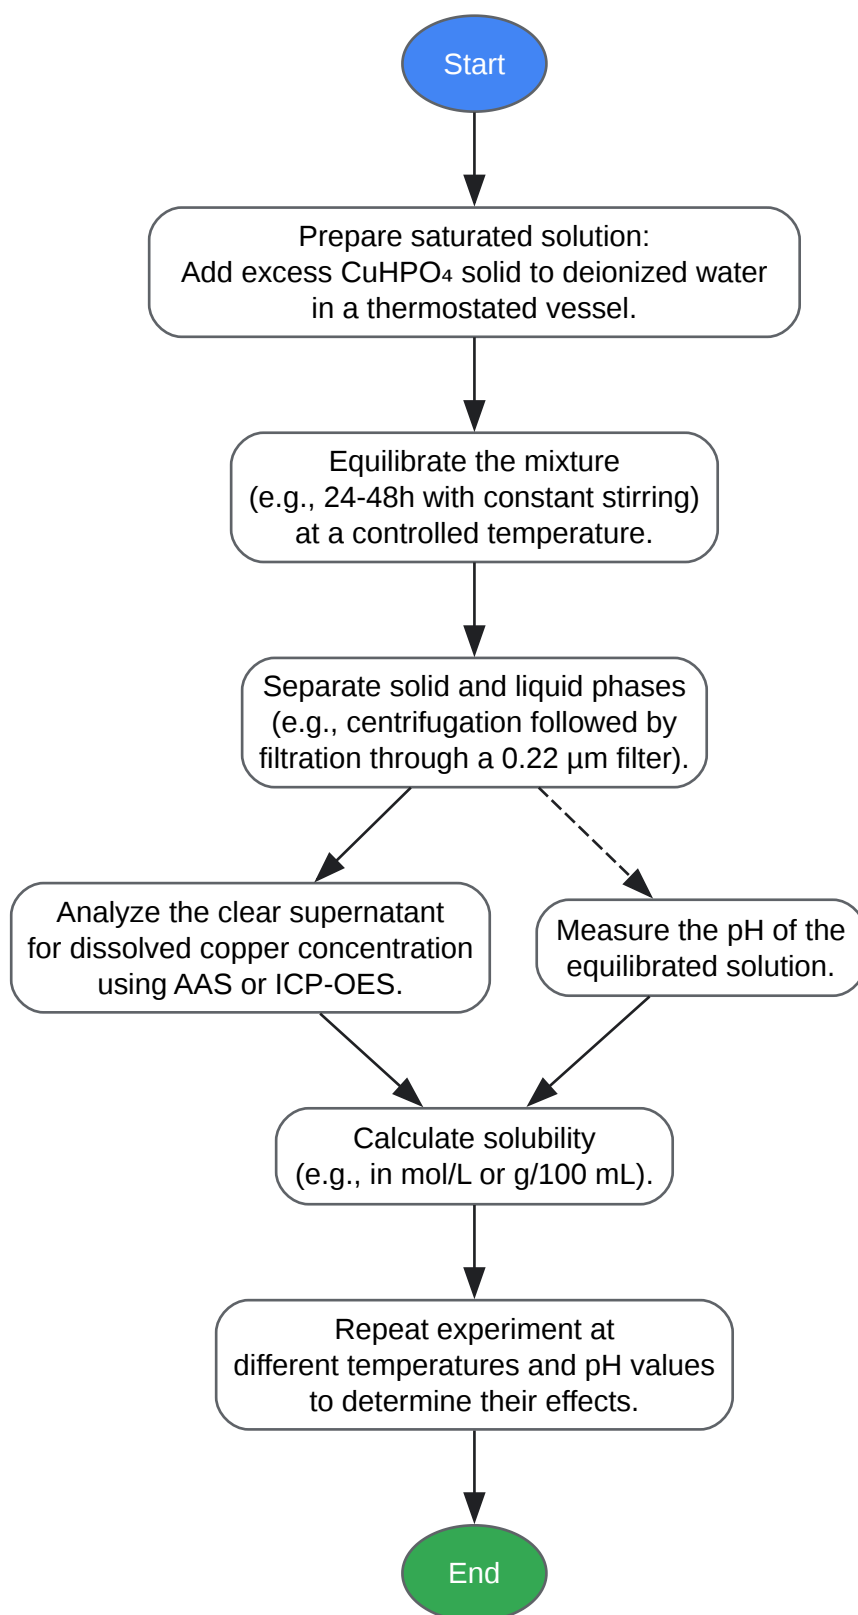 Start
Prepare saturated solution:
Add excess CuHPO₄ solid to deionized water
in a thermostated vessel.
Equilibrate the mixture
(e.g., 24-48h with constant stirring)
at a controlled temperature.
Separate solid and liquid phases
(e.g., centrifugation followed by
filtration through a 0.22 µm filter).
Analyze the clear supernatant
for dissolved copper concentration
using AAS or ICP-OES.
Measure the pH of the
equilibrated solution.
Calculate solubility
(e.g., in mol/L or g/100 mL).
Repeat experiment at
different temperatures and pH values
to determine their effects.
End